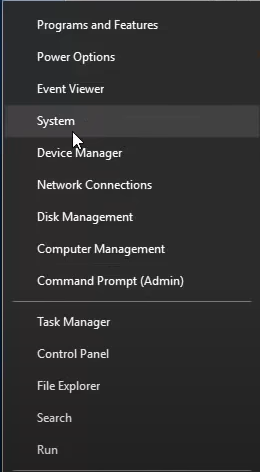 Programs and Features
Power Options
Event Viewer
System
Device Manager
Network Connections
Disk Management
Computer Management
Command Prompt (Admin)
Task Manager
Control Panel
File Explorer
Search
Run